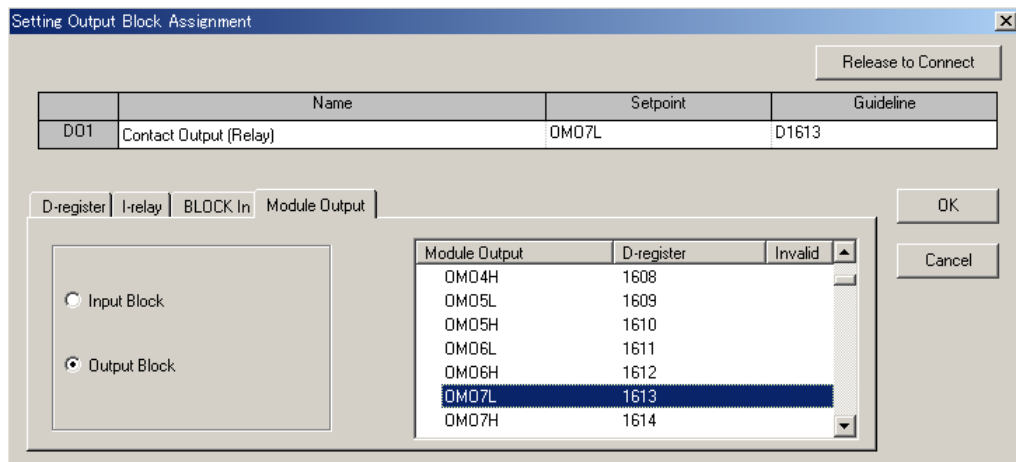 Setting Output Block Assignment
Release to Connect
Name Setpoint Guideline
DO1 Contact Output (Relay) OMO7L D1613
D-register I-relay BLOCK In Module Output
OK
Cancel
Input Block
Output Block
Module Output D-register Invalid
OMO4H 1608
OMO5L 1609
OMO5H 1610
OMO6L 1611
OMO6H 1612
OMO7L 1613
OMO7H 1614